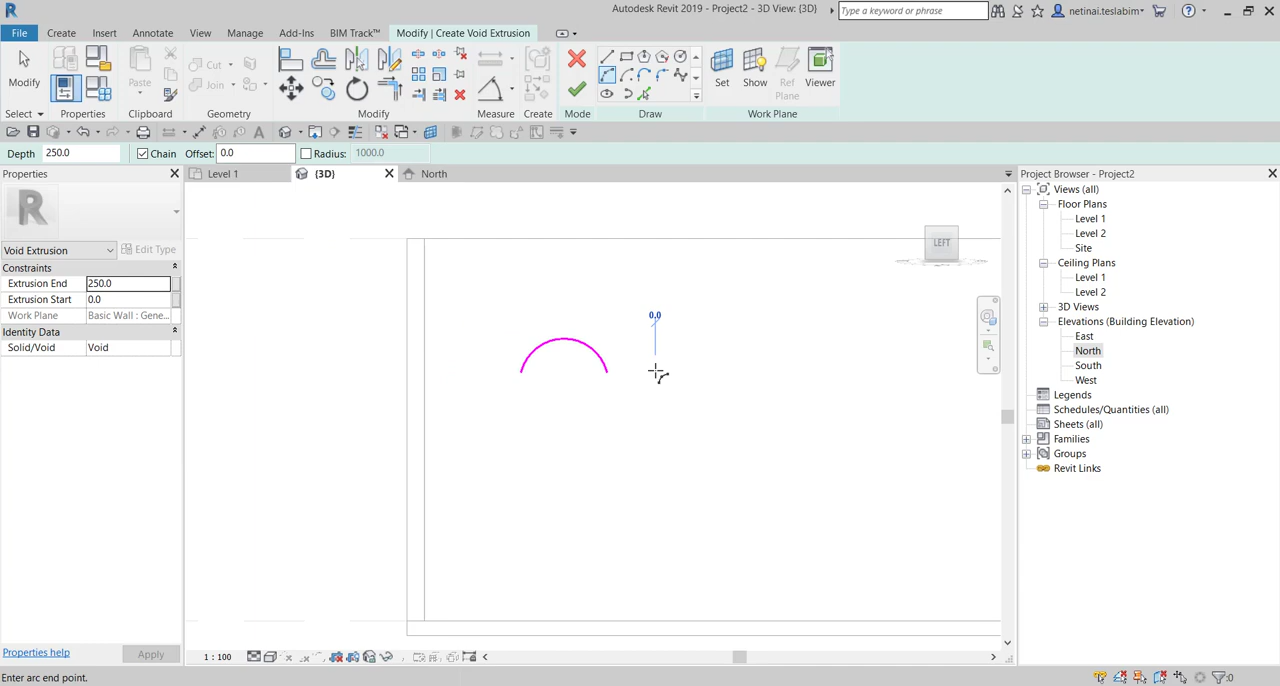 Autodesk Revit 2019 - 3D View: {3D}
Type a keyword or phrase
netinai.teslabim
File
Create
Insert
Annotate
View
Manage
Add-Ins
BIM Track™
Modify | Create Void Extrusion
Modify
Paste
Cut
Join
Set
Show
Ref
Plane
Viewer
Select
Properties
Clipboard
Geometry
Modify
Measure
Create
Mode
Draw
Work Plane
Depth
250.0
Chain
Offset:
0.0
Radius:
1000.0
Properties
Level 1
{3D}
North
Project Browser - Project2
Void Extrusion
Edit Type
Constraints
Extrusion End
250.0
Extrusion Start
0.0
Work Plane
Basic Wall : Gene...
Identity Data
Solid/Void
Void
Properties help
Apply
0.0
LEFT
Views (all)
Floor Plans
Level 1
Level 2
Site
Ceiling Plans
Level 1
Level 2
3D Views
Elevations (Building Elevation)
East
North
South
West
Legends
Schedules/Quantities (all)
Sheets (all)
Families
Groups
Revit Links
1 : 100
Enter arc end point.
:0